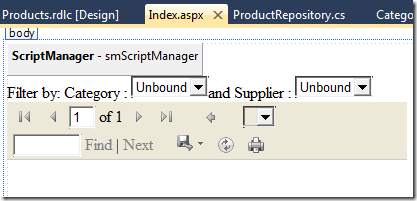 Products.rdlc [Design] Index.aspx ProductRepository.cs Catego
body
ScriptManager - smScriptManager
Filter by: Category : Unbound and Supplier : Unbound
1 of 1
Find | Next